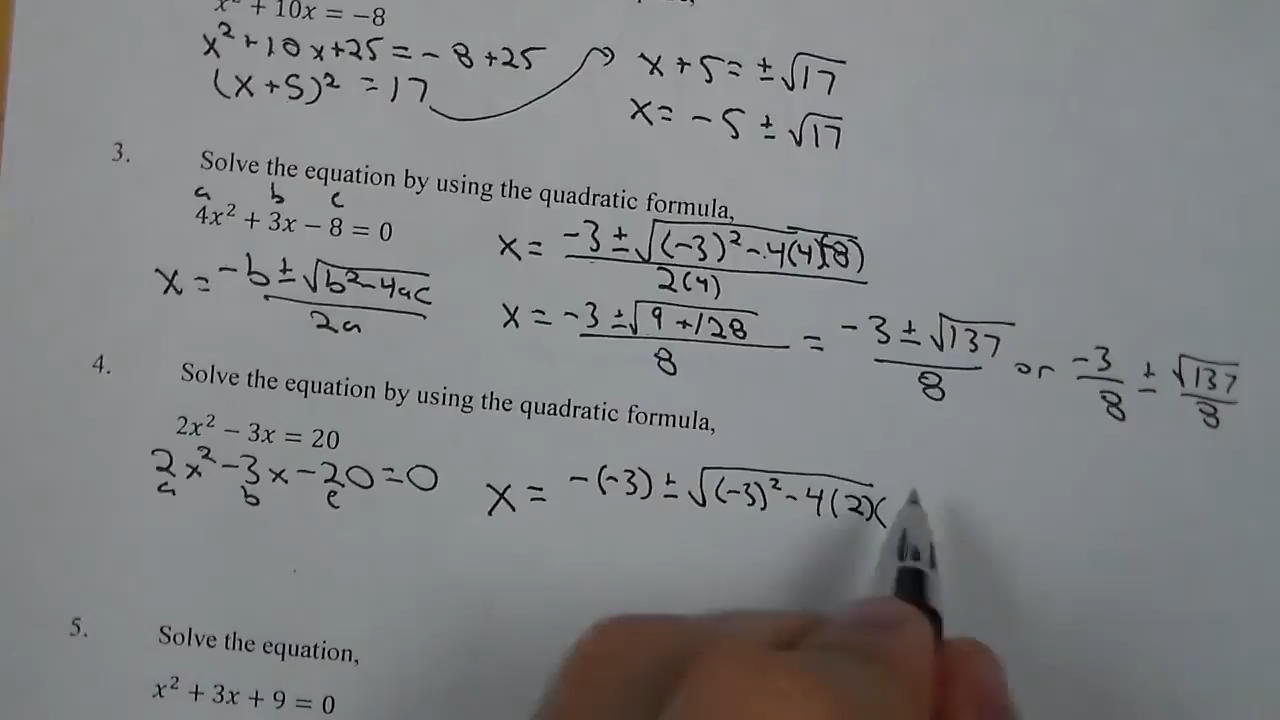 x² + 10x = −8
x² + 10x + 25 = −8 + 25
(x + 5)² = 17
x + 5 = ±√17
x = −5 ± √17
3. Solve the equation by using the quadratic formula,
a b c
4x² + 3x − 8 = 0
x = (−b ± √(b² − 4ac)) / 2a
x = (−3 ± √((−3)² − 4(4)(−8))) / 2(4)
x = (−3 ± √(9 + 128)) / 8 = (−3 ± √137) / 8 or −3/8 ± √137/8
4. Solve the equation by using the quadratic formula,
2x² − 3x = 20
2x² − 3x − 20 = 0
a b c
x = −(−3) ± √((−3)² − 4(2)(
5. Solve the equation,
x² + 3x + 9 = 0